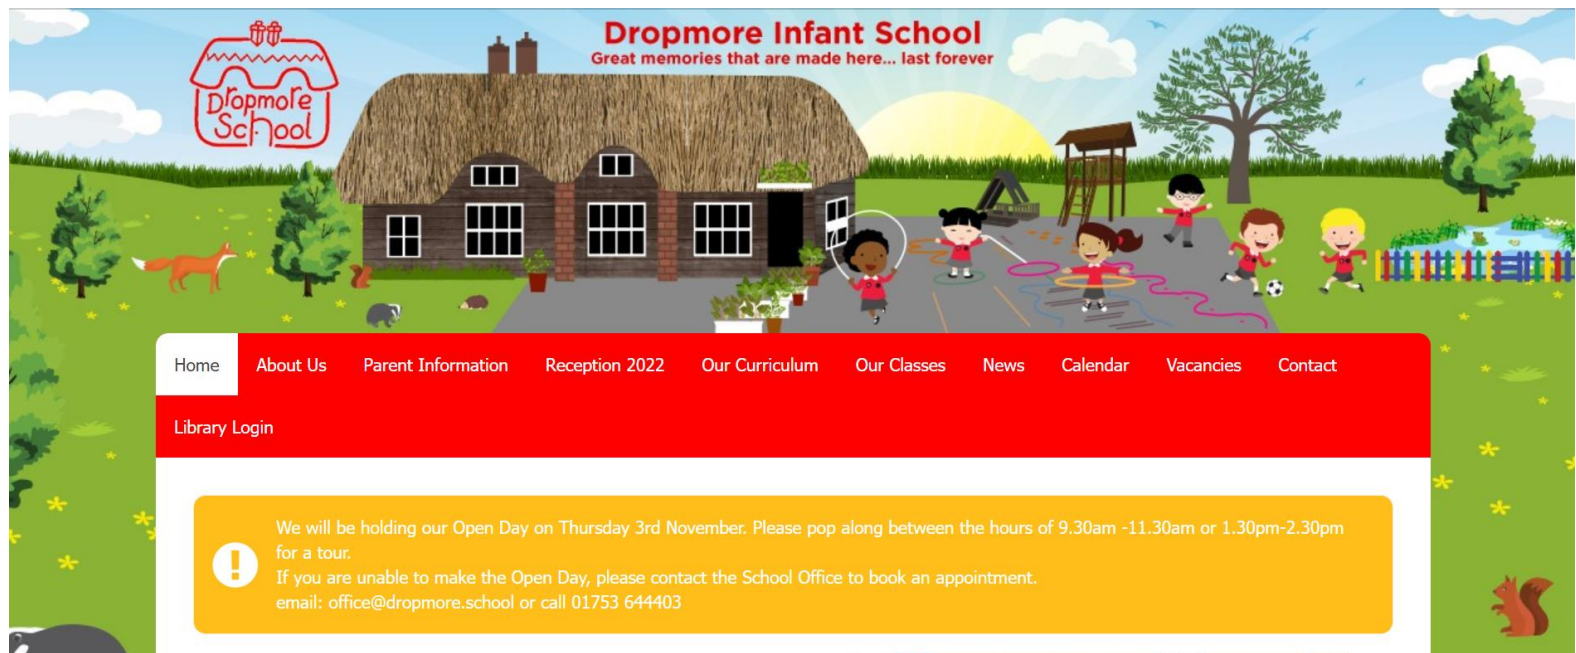 Dropmore Infant School
Great memories that are made here... last forever
Dropmore
School
Home About Us Parent Information Reception 2022 Our Curriculum Our Classes News Calendar Vacancies Contact
Library Login
We will be holding our Open Day on Thursday 3rd November. Please pop along between the hours of 9.30am -11.30am or 1.30pm-2.30pm
for a tour.
If you are unable to make the Open Day, please contact the School Office to book an appointment.
email: office@dropmore.school or call 01753 644403